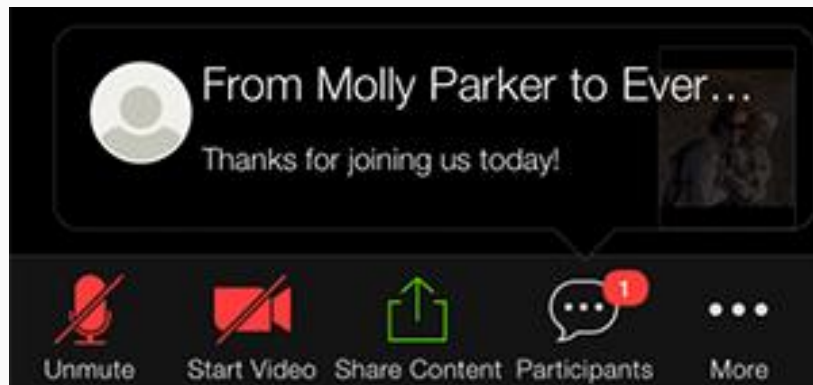 From Molly Parker to Ever...
Thanks for joining us today!
1
Unmute Start Video Share Content Participants More